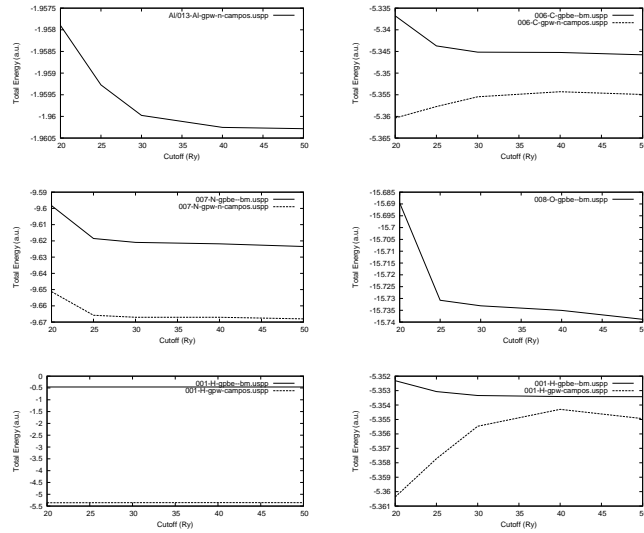 Al/013-Al-gpw-n-campos.uspp
Total Energy (a.u.)
-1.9575
-1.958
-1.9585
-1.959
-1.9595
-1.96
-1.9605
20 25 30 35 40 45 50
Cutoff (Ry)
006-C-gpbe--bm.uspp
006-C-gpw-n-campos.uspp
Total Energy (a.u.)
-5.335
-5.34
-5.345
-5.35
-5.355
-5.36
-5.365
20 25 30 35 40 45 50
Cutoff (Ry)
007-N-gpbe--bm.uspp
007-N-gpw-n-campos.uspp
Total Energy (a.u.)
-9.59
-9.6
-9.61
-9.62
-9.63
-9.64
-9.65
-9.66
-9.67
20 25 30 35 40 45 50
Cutoff (Ry)
008-O-gpbe--bm.uspp
Total Energy (a.u.)
-15.685
-15.69
-15.695
-15.7
-15.705
-15.71
-15.715
-15.72
-15.725
-15.73
-15.735
-15.74
20 25 30 35 40 45 50
Cutoff (Ry)
001-H-gpbe--bm.uspp
001-H-gpw-campos.uspp
Total Energy (a.u.)
0
-0.5
-1
-1.5
-2
-2.5
-3
-3.5
-4
-4.5
-5
-5.5
20 25 30 35 40 45 50
Cutoff (Ry)
001-H-gpbe--bm.uspp
001-H-gpw-campos.uspp
Total Energy (a.u.)
-5.352
-5.353
-5.354
-5.355
-5.356
-5.357
-5.358
-5.359
-5.36
-5.361
20 25 30 35 40 45 50
Cutoff (Ry)